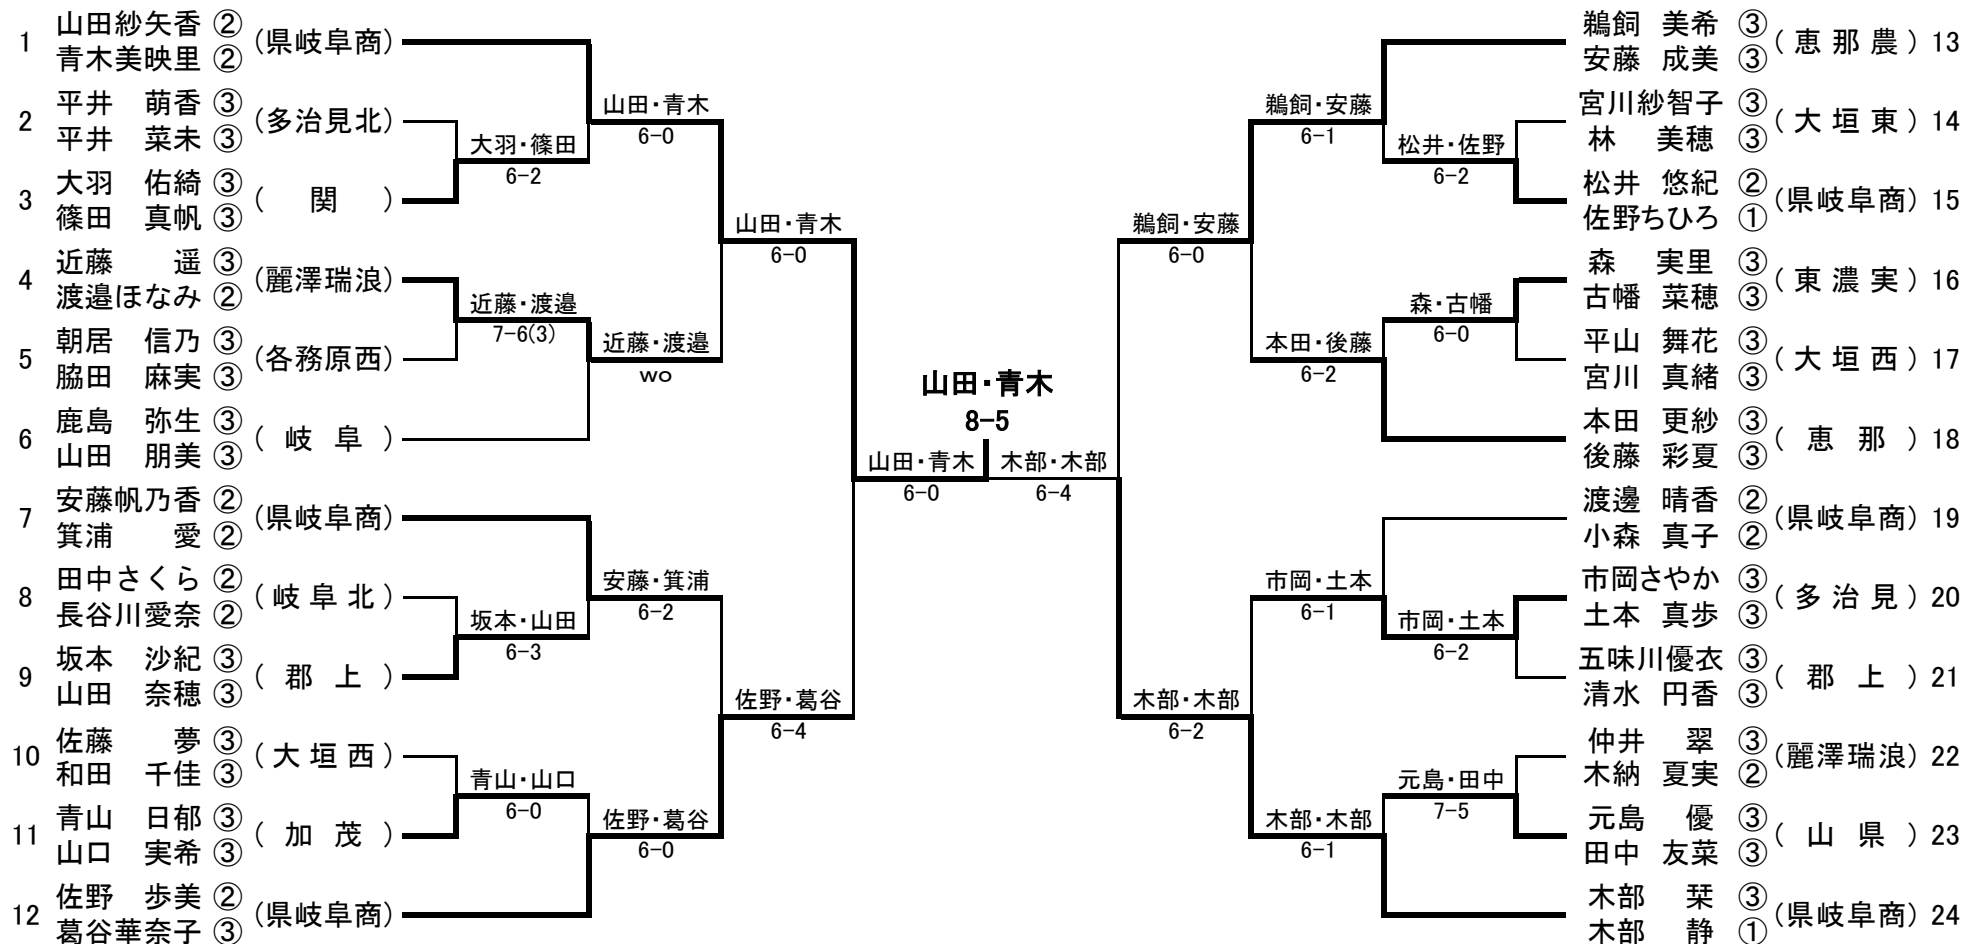 1 山田紗矢香 ② (県岐阜商)
青木美映里 ②
2 平井 萌香 ③ (多治見北)
平井 菜未 ③
3 大羽 佑綺 ③ ( 関 )
篠田 真帆 ③
4 近藤 遥 ③ (麗澤瑞浪)
渡邉ほなみ ②
5 朝居 信乃 ③ (各務原西)
脇田 麻実 ③
6 鹿島 弥生 ③ ( 岐 阜 )
山田 朋美 ③
7 安藤帆乃香 ② (県岐阜商)
箕浦 愛 ②
8 田中さくら ② ( 岐 阜 北 )
長谷川愛奈 ②
9 坂本 沙紀 ③ ( 郡 上 )
山田 奈穂 ③
10 佐藤 夢 ③ ( 大 垣 西 )
和田 千佳 ③
11 青山 日郁 ③ ( 加 茂 )
山口 実希 ③
12 佐野 歩美 ② (県岐阜商)
葛谷華奈子 ③
大羽・篠田
6-2
近藤・渡邉
7-6(3)
坂本・山田
6-3
青山・山口
6-0
山田・青木
6-0
近藤・渡邉
wo
安藤・箕浦
6-2
佐野・葛谷
6-0
山田・青木
6-0
佐野・葛谷
6-4
山田・青木
6-0
山田・青木
8-5
木部・木部
6-4
鵜飼・安藤
6-0
木部・木部
6-2
鵜飼・安藤
6-1
本田・後藤
6-2
市岡・土本
6-1
木部・木部
6-1
松井・佐野
6-2
森・古幡
6-0
市岡・土本
6-2
元島・田中
7-5
鵜飼 美希 ③ ( 恵 那 農 ) 13
安藤 成美 ③
宮川紗智子 ③ ( 大 垣 東 ) 14
林 美穂 ③
松井 悠紀 ② (県岐阜商) 15
佐野ちひろ ①
森 実里 ③ ( 東 濃 実 ) 16
古幡 菜穂 ③
平山 舞花 ③ ( 大 垣 西 ) 17
宮川 真緒 ③
本田 更紗 ③ ( 恵 那 ) 18
後藤 彩夏 ③
渡邊 晴香 ② (県岐阜商) 19
小森 真子 ②
市岡さやか ③ ( 多 治 見 ) 20
土本 真歩 ③
五味川優衣 ③ ( 郡 上 ) 21
清水 円香 ③
仲井 翠 ③ (麗澤瑞浪) 22
木納 夏実 ②
元島 優 ③ ( 山 県 ) 23
田中 友菜 ③
木部 栞 ③ (県岐阜商) 24
木部 静 ①